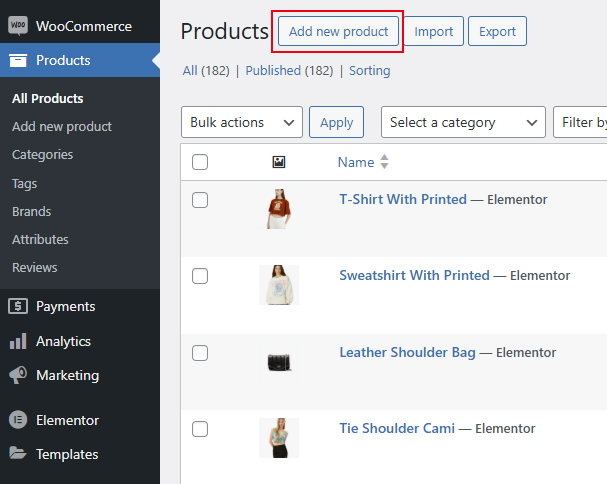 WOO WooCommerce
Products
All Products
Add new product
Categories
Tags
Brands
Attributes
Reviews
Payments
Analytics
Marketing
Elementor
Templates
Products Add new product Import Export
All (182) | Published (182) | Sorting
Bulk actions Apply Select a category Filter by
Name
T-Shirt With Printed — Elementor
Sweatshirt With Printed — Elementor
Leather Shoulder Bag — Elementor
Tie Shoulder Cami — Elementor